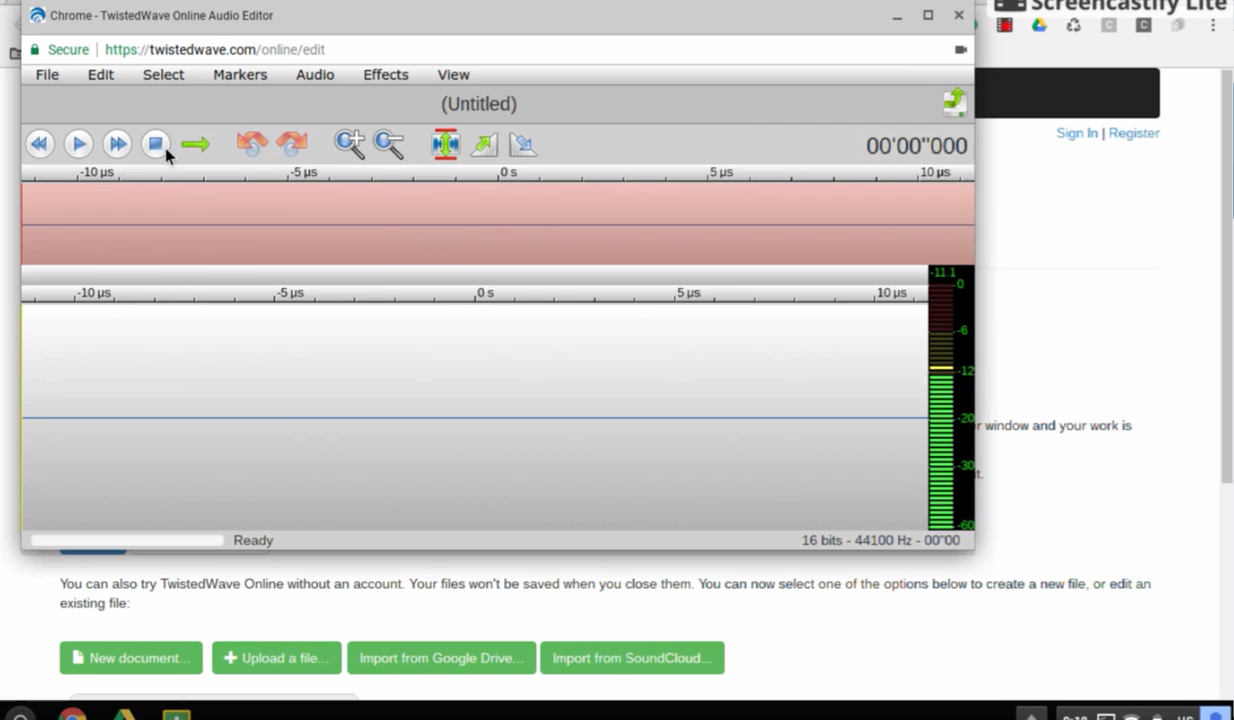 Chrome - TwistedWave Online Audio Editor
Screencastify Lite
Secure | https://twistedwave.com/online/edit
File Edit Select Markers Audio Effects View
(Untitled)
Sign In | Register
00'00"000
-10 µs -5 µs 0 s 5 µs 10 µs
-11.1
0
-10 µs -5 µs 0 s 5 µs 10 µs
-6
-12
-20
window and your work is
-30
-60
Ready 16 bits - 44100 Hz - 00"00
You can also try TwistedWave Online without an account. Your files won't be saved when you close them. You can now select one of the options below to create a new file, or edit an
existing file:
New document... Upload a file... Import from Google Drive... Import from SoundCloud...